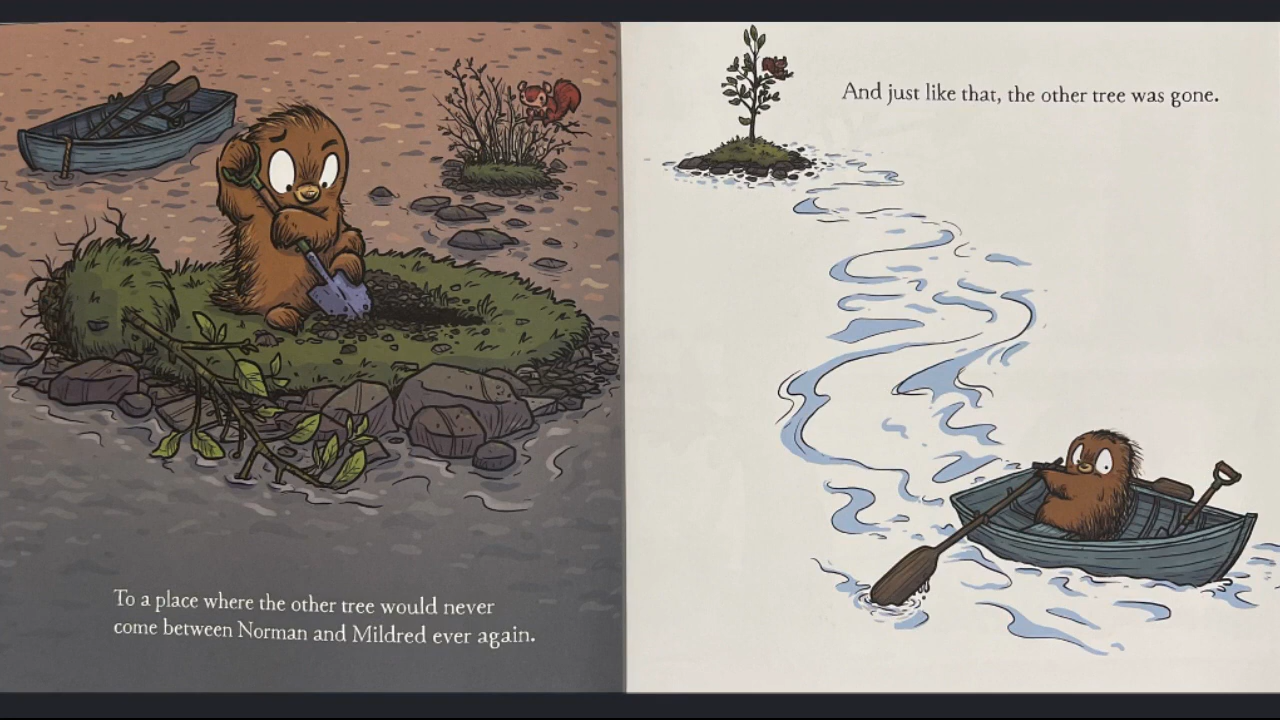 To a place where the other tree would never
come between Norman and Mildred ever again.
And just like that, the other tree was gone.